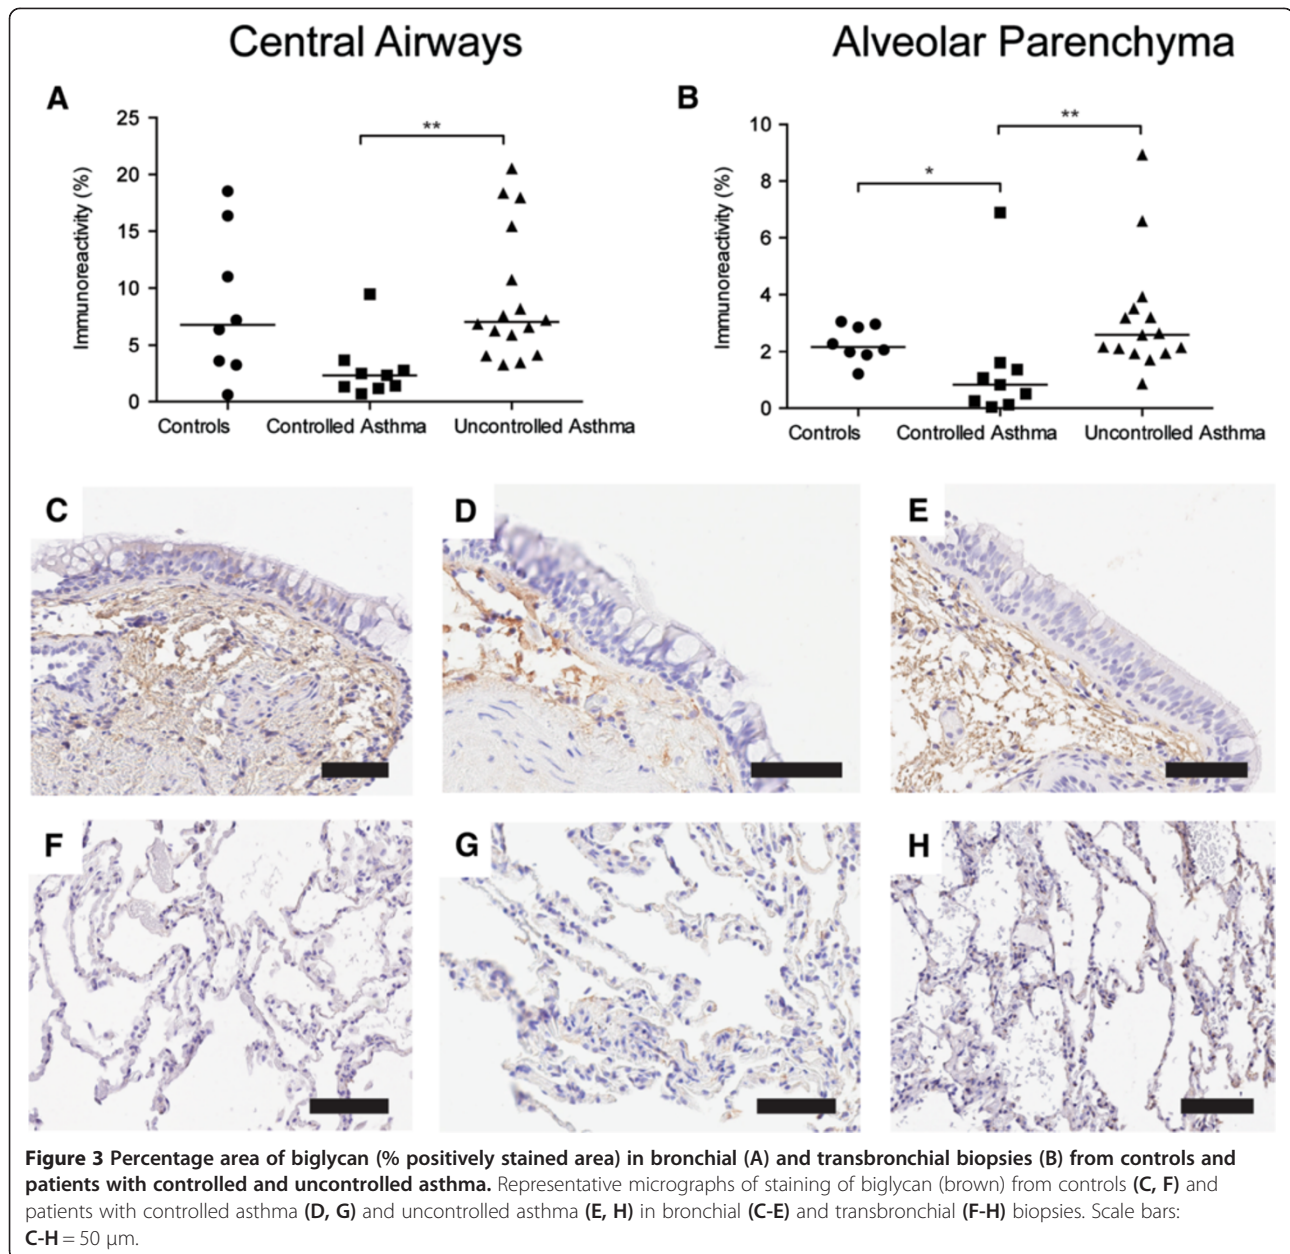 Central Airways
Alveolar Parenchyma
A
25
20
15
10
5
0
Immunoreactivity (%)
**
Controls
Controlled Asthma
Uncontrolled Asthma
B
10
8
6
4
2
0
Immunoreactivity (%)
*
**
Controls
Controlled Asthma
Uncontrolled Asthma
C
D
E
F
G
H
Figure 3 Percentage area of biglycan (% positively stained area) in bronchial (A) and transbronchial biopsies (B) from controls and
patients with controlled and uncontrolled asthma. Representative micrographs of staining of biglycan (brown) from controls (C, F) and
patients with controlled asthma (D, G) and uncontrolled asthma (E, H) in bronchial (C-E) and transbronchial (F-H) biopsies. Scale bars:
C-H = 50 μm.